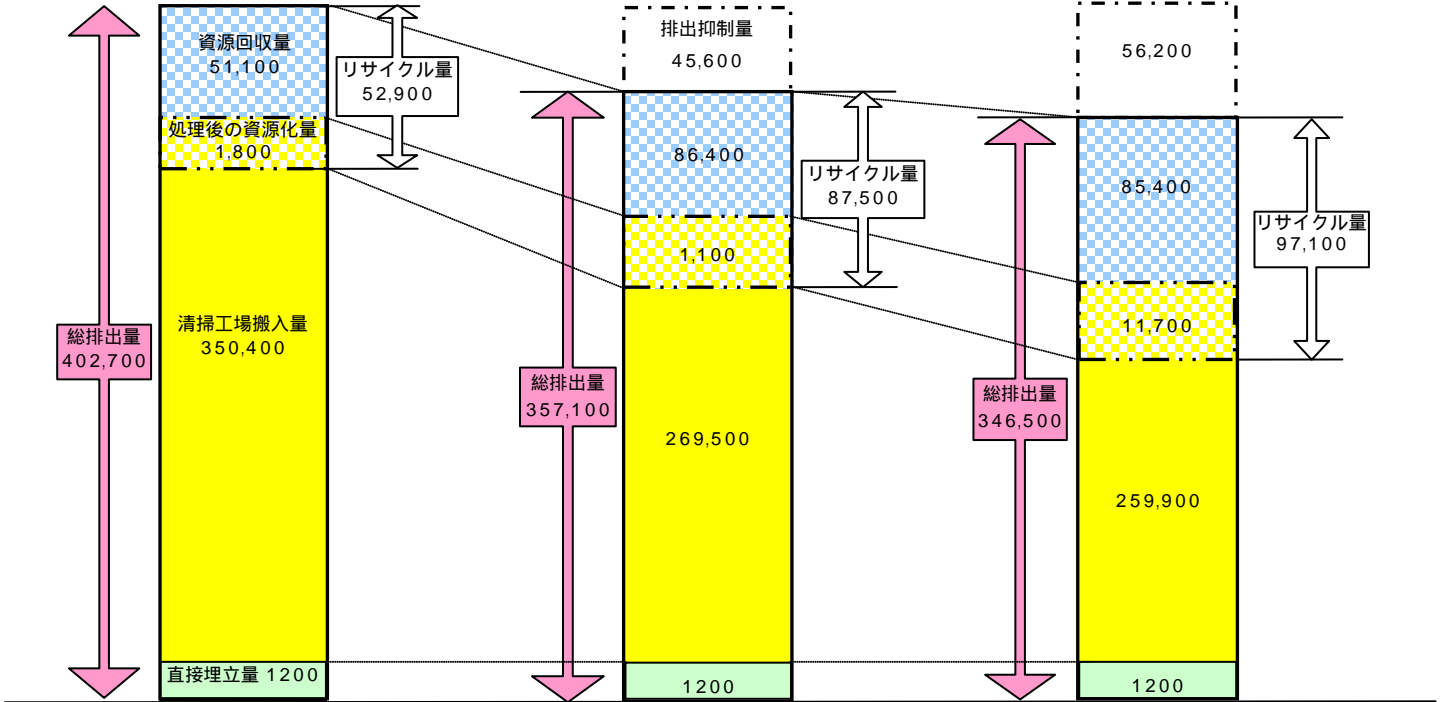 資源回収量
51,100
リサイクル量
52,900
処理後の資源化量
1,800
清掃工場搬入量
350,400
総排出量
402,700
直接埋立量 1200
排出抑制量
45,600
86,400
リサイクル量
87,500
1,100
総排出量
357,100
269,500
1200
56,200
85,400
リサイクル量
97,100
11,700
総排出量
346,500
259,900
1200